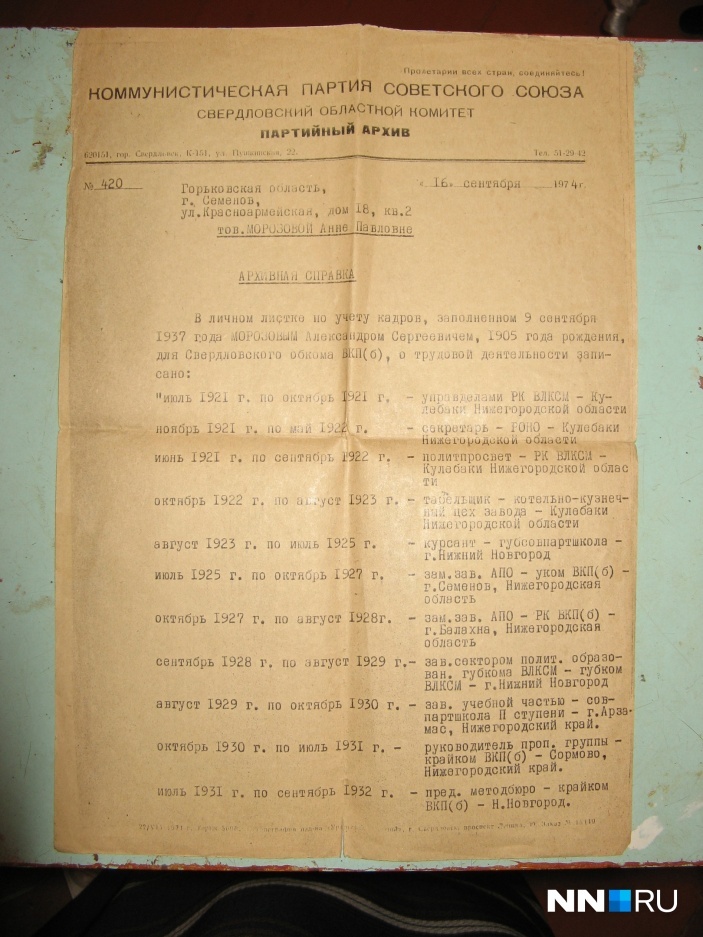 Пролетарии всех стран, соединяйтесь!
КОММУНИСТИЧЕСКАЯ ПАРТИЯ СОВЕТСКОГО СОЮЗА
СВЕРДЛОВСКИЙ ОБЛАСТНОЙ КОМИТЕТ
ПАРТИЙНЫЙ АРХИВ
620151, гор. Свердловск, К-151, ул. Пушкинская, 22. Тел. 51-29-42
№ 420 «16» сентября 1974 г.
Горьковская область,
г. Семенов,
ул.Красноармейская, дом 18, кв.2
тов.МОРОЗОВОЙ Анне Павловне
АРХИВНАЯ СПРАВКА
В личном листке по учету кадров, заполненном 9 сентября
1937 года МОРОЗОВЫМ Александром Сергеевичем, 1905 года рождения,
для Свердловского обкома ВКП(б), о трудовой деятельности запи-
сано:
"июль 1921 г. по октябрь 1921 г. - управделами РК ВЛКСМ - Ку-
лебаки Нижегородской области
ноябрь 1921 г. по май 1922 г. - секретарь - РОНО - Кулебаки
Нижегородской области
июнь 1921 г. по сентябрь 1922 г. - политпросвет - РК ВЛКСМ -
Кулебаки Нижегородской облас
ти
октябрь 1922 г. по август 1923 г. - табельщик - котельно-кузнеч-
ный цех завода - Кулебаки
Нижегородской области
август 1923 г. по июль 1925 г. - курсант - губсовпартшкола -
г.Нижний Новгород
июль 1925 г. по октябрь 1927 г. - зам.зав. АПО - уком ВКП(б) -
г.Семенов, Нижегородская
область
октябрь 1927 г. по август 1928г. - зам.зав. АПО - РК ВКП(б) -
г.Балахна, Нижегородская
область
сентябрь 1928 г. по август 1929 г.- зав.сектором полит. образо-
ван. губкома ВЛКСМ - губком
ВЛКСМ - г.Нижний Новгород
август 1929 г. по октябрь 1930 г. - зав. учебной частью - сов-
партшкола II ступени - г.Арза-
мас, Нижегородский край.
октябрь 1930 г. по июль 1931 г. - руководитель проп. группы -
крайком ВКП(б) - Сормово,
Нижегородский край.
июль 1931 г. по сентябрь 1932 г. - пред. методбюро - крайком
ВКП(б) - Н.Новгород.
NN RU